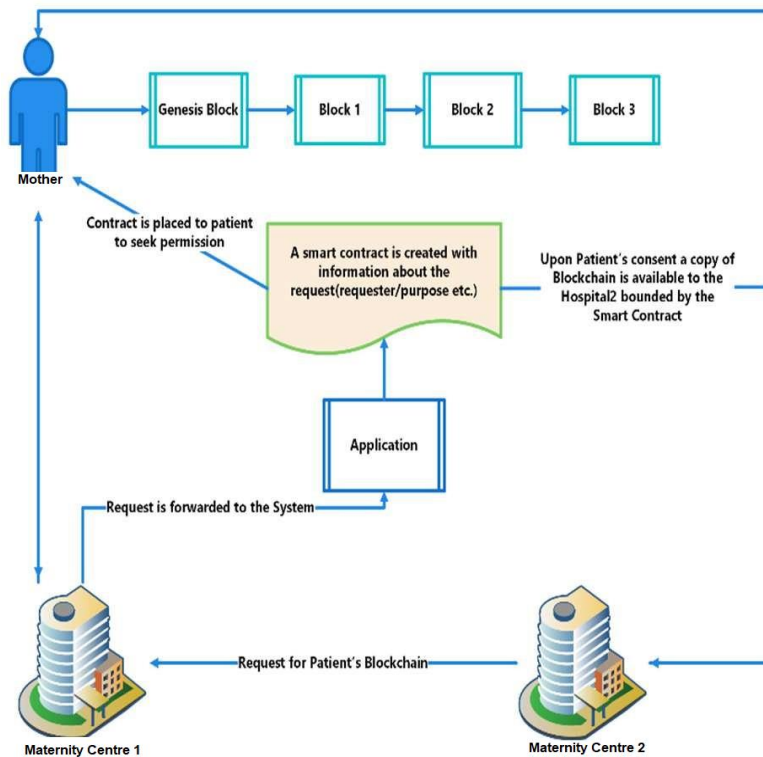 Genesis Block
Block 1
Block 2
Block 3
Mother
Contract is placed to patient
to seek permission
A smart contract is created with
information about the
request(requester/purpose etc.)
Upon Patient's consent a copy of
Blockchain is available to the
Hospital2 bounded by the
Smart Contract
Application
Request is forwarded to the System
Request for Patient's Blockchain
Maternity Centre 1
Maternity Centre 2